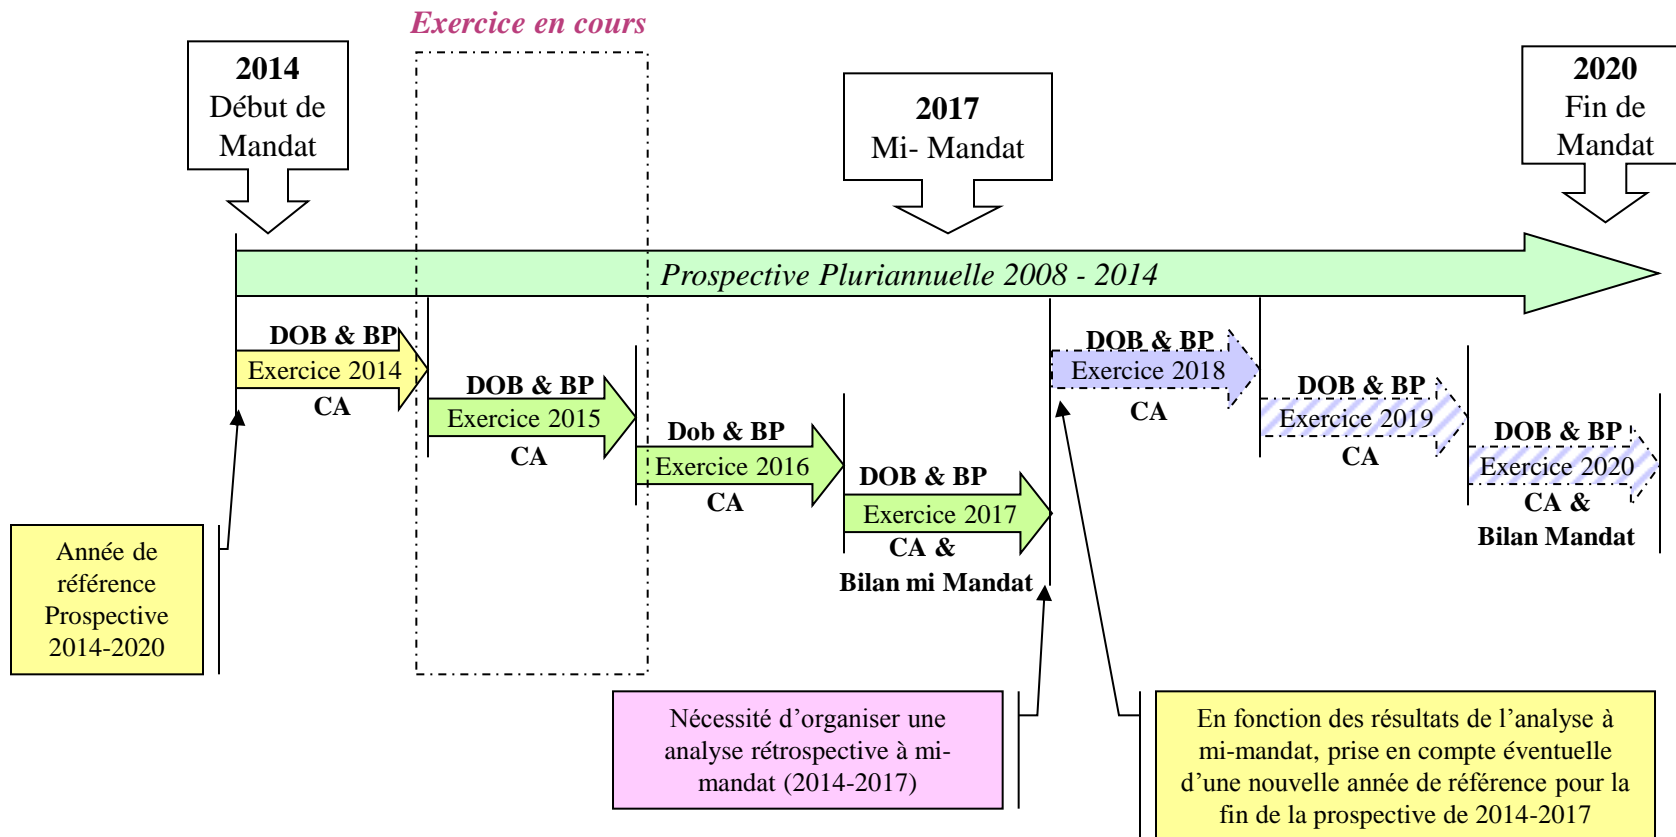 Exercice en cours
2014
Début de
Mandat
2017
Mi- Mandat
2020
Fin de
Mandat
Prospective Pluriannuelle 2008 - 2014
DOB & BP
Exercice 2014
CA
DOB & BP
Exercice 2015
CA
Dob & BP
Exercice 2016
CA
DOB & BP
Exercice 2017
CA &
Bilan mi Mandat
DOB & BP
Exercice 2018
CA
DOB & BP
Exercice 2019
CA
DOB & BP
Exercice 2020
CA &
Bilan Mandat
Année de
référence
Prospective
2014-2020
Nécessité d’organiser une
analyse rétrospective à mi-
mandat (2014-2017)
En fonction des résultats de l’analyse à
mi-mandat, prise en compte éventuelle
d’une nouvelle année de référence pour la
fin de la prospective de 2014-2017